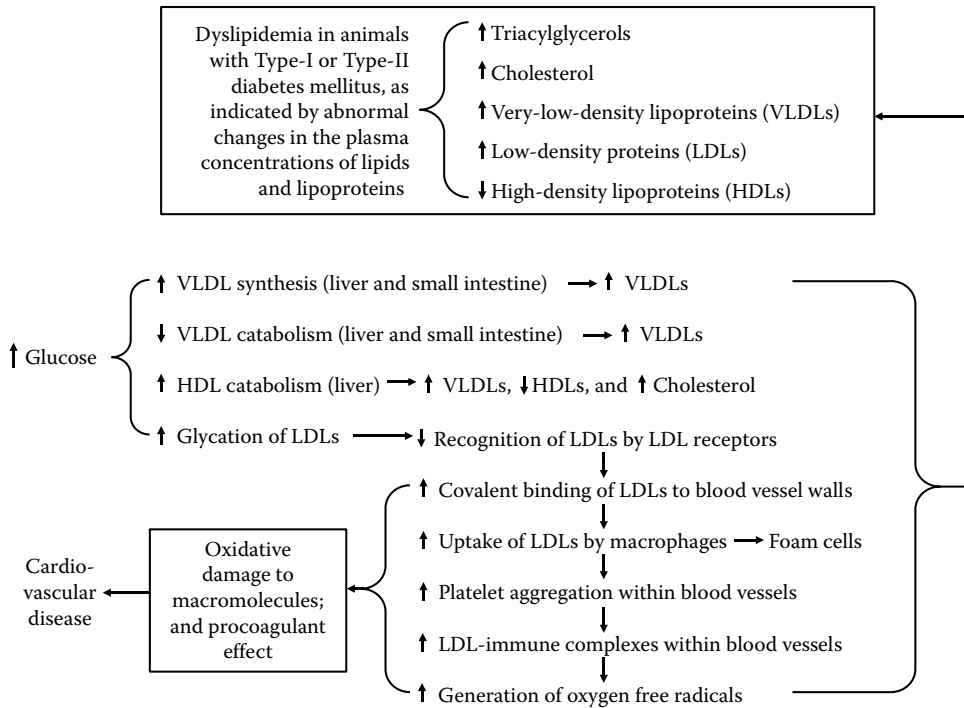 Dyslipidemia in animals
with Type-I or Type-II
diabetes mellitus, as
indicated by abnormal
changes in the plasma
concentrations of lipids
and lipoproteins
↑ Triacylglycerols
↑ Cholesterol
↑ Very-low-density lipoproteins (VLDLs)
↑ Low-density proteins (LDLs)
↓ High-density lipoproteins (HDLs)
↑ Glucose
↑ VLDL synthesis (liver and small intestine) → ↑ VLDLs
↓ VLDL catabolism (liver and small intestine) → ↑ VLDLs
↑ HDL catabolism (liver) → ↑ VLDLs, ↓ HDLs, and ↑ Cholesterol
↑ Glycation of LDLs → ↓ Recognition of LDLs by LDL receptors
↑ Covalent binding of LDLs to blood vessel walls
↑ Uptake of LDLs by macrophages → Foam cells
↑ Platelet aggregation within blood vessels
↑ LDL-immune complexes within blood vessels
↑ Generation of oxygen free radicals
Oxidative
damage to
macromolecules;
and procoagulant
effect
Cardio-
vascular
disease